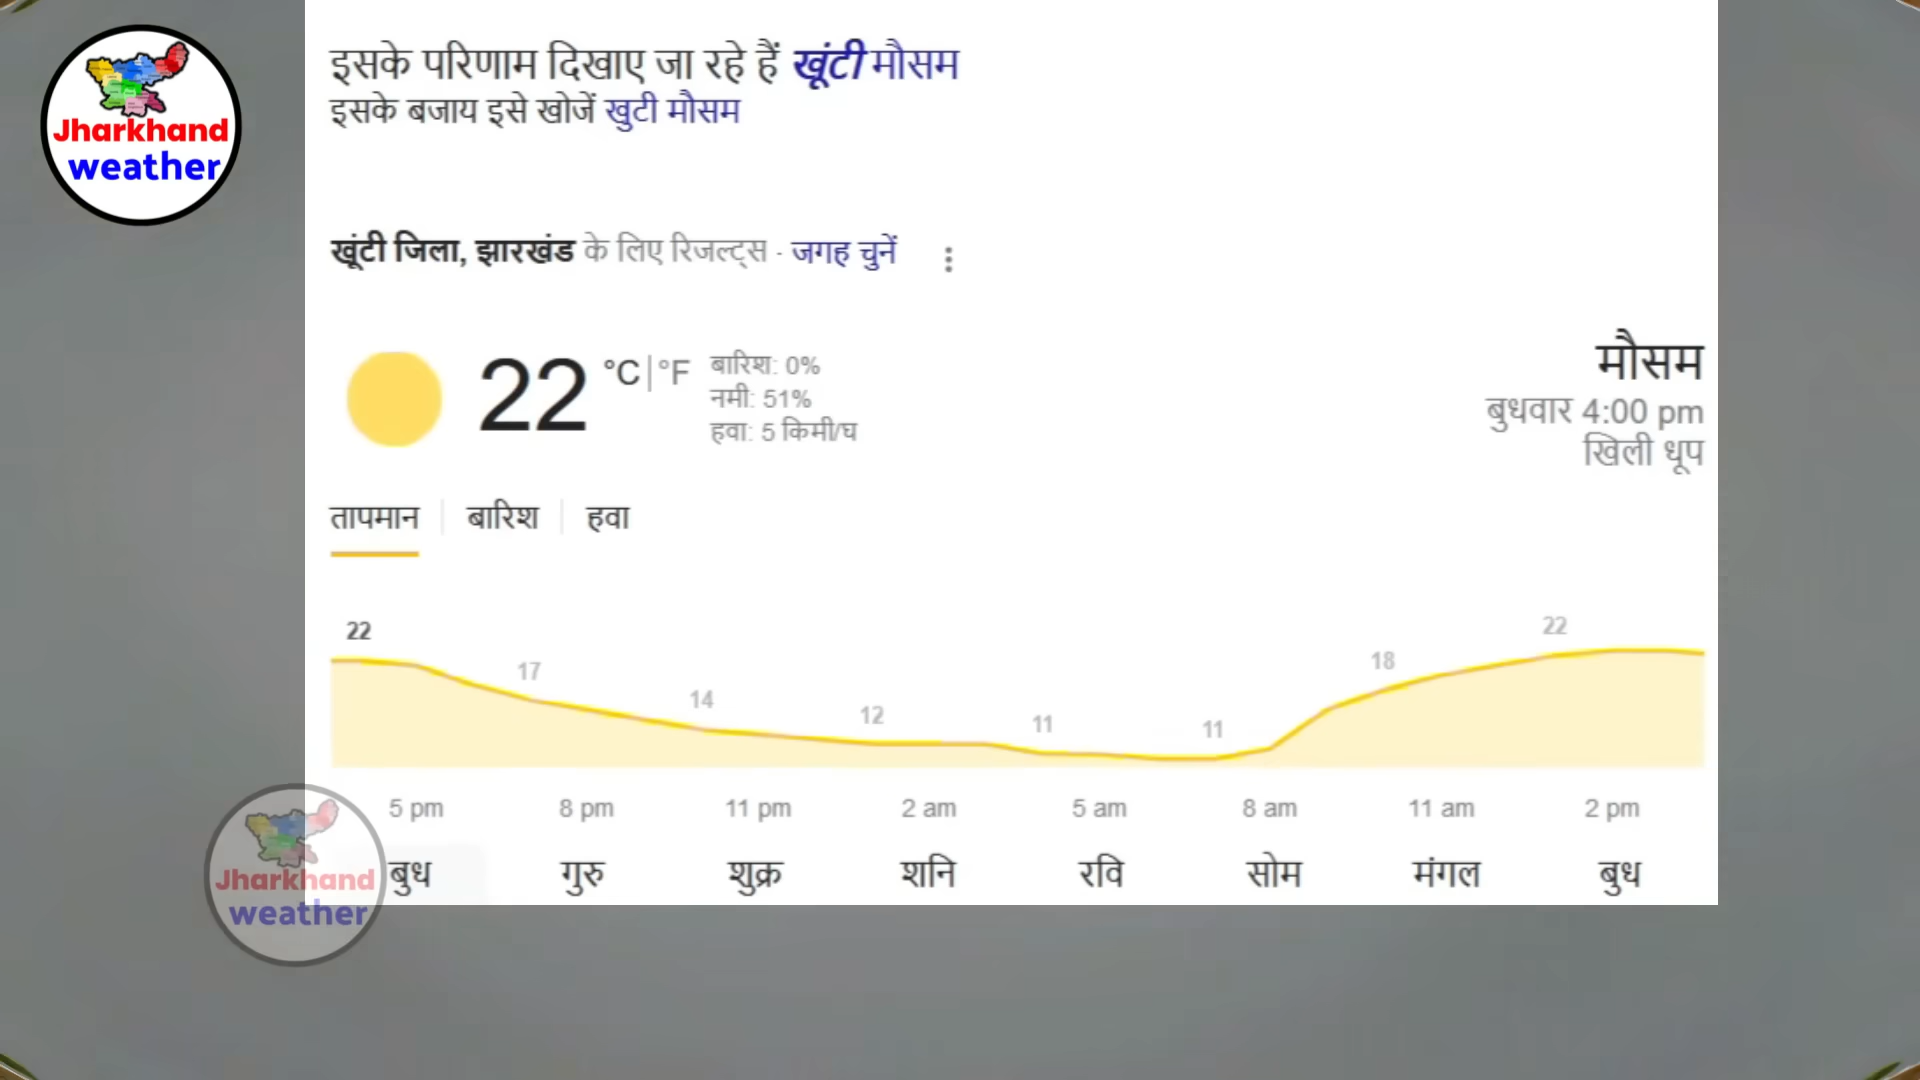 Jharkhand
weather
इसके परिणाम दिखाए जा रहे हैं खूंटी मौसम
इसके बजाय इसे खोजें खुटी मौसम
खूंटी जिला, झारखंड के लिए रिजल्ट्स · जगह चुनें
22 °C | °F
बारिश: 0%
नमी: 51%
हवा: 5 किमी/घ
मौसम
बुधवार 4:00 pm
खिली धूप
तापमान बारिश हवा
22 17 14 12 11 11 18 22
5 pm 8 pm 11 pm 2 am 5 am 8 am 11 am 2 pm
बुध गुरु शुक्र शनि रवि सोम मंगल बुध
Jharkhand
weather